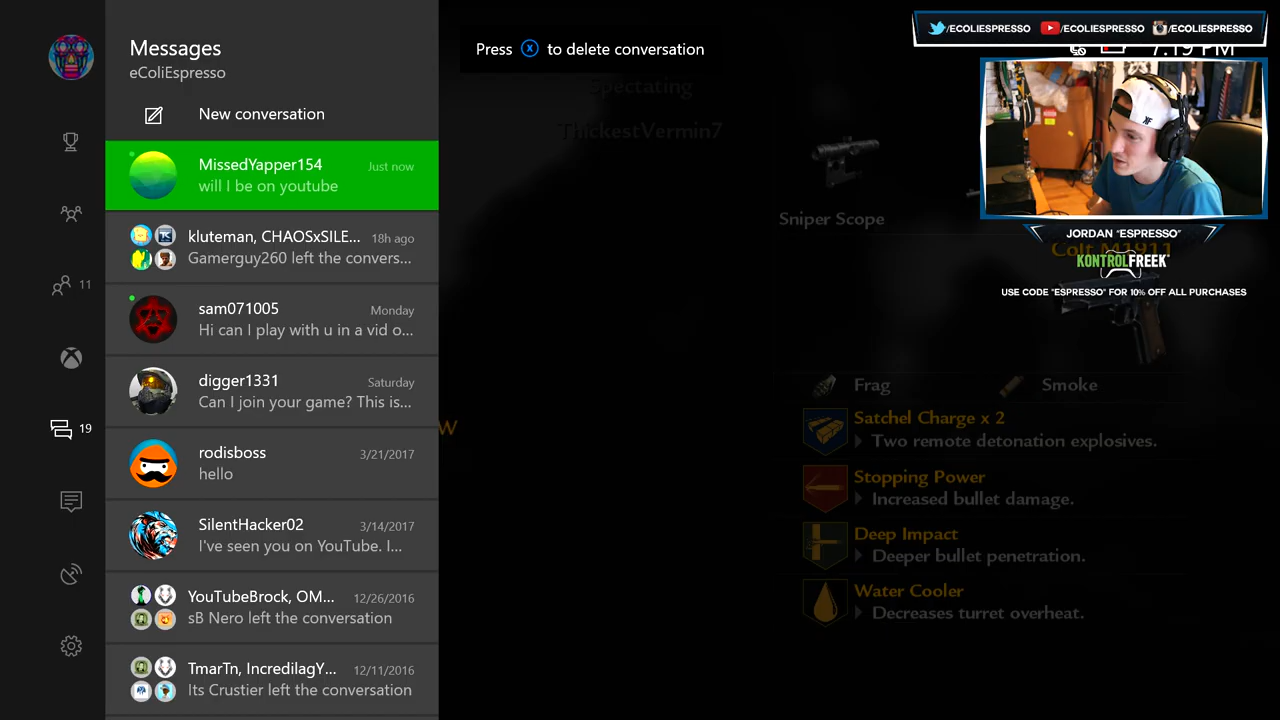 Messages
eColiEspresso
New conversation
MissedYapper154 Just now
will I be on youtube
kluteman, CHAOSxSILE... 18h ago
Gamerguy260 left the convers...
sam071005 Monday
Hi can I play with u in a vid o...
digger1331 Saturday
Can I join your game? This is...
rodisboss 3/21/2017
hello
SilentHacker02 3/14/2017
I've seen you on YouTube. I...
YouTubeBrock, OM... 12/26/2016
sB Nero left the conversation
TmarTn, IncredilagY... 12/11/2016
Its Crustier left the conversation
11
19
Press X to delete conversation
Spectating
ThickestVermin7
W
/ECOLIESPRESSO /ECOLIESPRESSO /ECOLIESPRESSO
7:19 PM
JORDAN "ESPRESSO"
KONTROLFREEK
USE CODE "ESPRESSO" FOR 10% OFF ALL PURCHASES
Sniper Scope
Colt M1911
Frag Smoke
Satchel Charge x 2
Two remote detonation explosives.
Stopping Power
Increased bullet damage.
Deep Impact
Deeper bullet penetration.
Water Cooler
Decreases turret overheat.